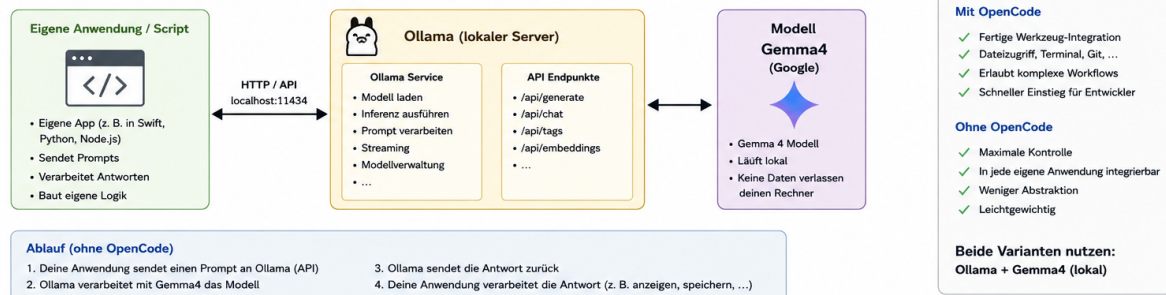 Eigene Anwendung / Script
</>
• Eigene App (z. B. in Swift,
Python, Node.js)
• Sendet Prompts
• Verarbeitet Antworten
• Baut eigene Logik
HTTP / API
localhost:11434
Ollama (lokaler Server)
Ollama Service
• Modell laden
• Inferenz ausführen
• Prompt verarbeiten
• Streaming
• Modellverwaltung
• ...
API Endpunkte
• /api/generate
• /api/chat
• /api/tags
• /api/embeddings
• ...
Modell
Gemma4
(Google)
• Gemma 4 Modell
• Läuft lokal
• Keine Daten verlassen
deinen Rechner
Ablauf (ohne OpenCode)
1. Deine Anwendung sendet einen Prompt an Ollama (API)
2. Ollama verarbeitet mit Gemma4 das Modell
3. Ollama sendet die Antwort zurück
4. Deine Anwendung verarbeitet die Antwort (z. B. anzeigen, speichern, ...)
Mit OpenCode
✓ Fertige Werkzeug-Integration
✓ Dateizugriff, Terminal, Git, ...
✓ Erlaubt komplexe Workflows
✓ Schneller Einstieg für Entwickler
Ohne OpenCode
✓ Maximale Kontrolle
✓ In jede eigene Anwendung integrierbar
✓ Weniger Abstraktion
✓ Leichtgewichtig
Beide Varianten nutzen:
Ollama + Gemma4 (lokal)